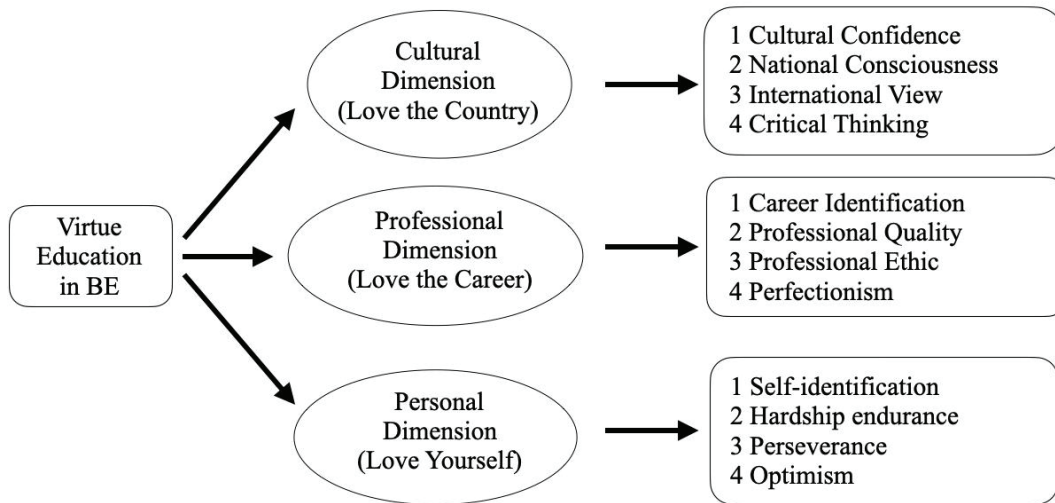 Virtue
Education
in BE
Cultural
Dimension
(Love the Country)
1 Cultural Confidence
2 National Consciousness
3 International View
4 Critical Thinking
Professional
Dimension
(Love the Career)
1 Career Identification
2 Professional Quality
3 Professional Ethic
4 Perfectionism
Personal
Dimension
(Love Yourself)
1 Self-identification
2 Hardship endurance
3 Perseverance
4 Optimism